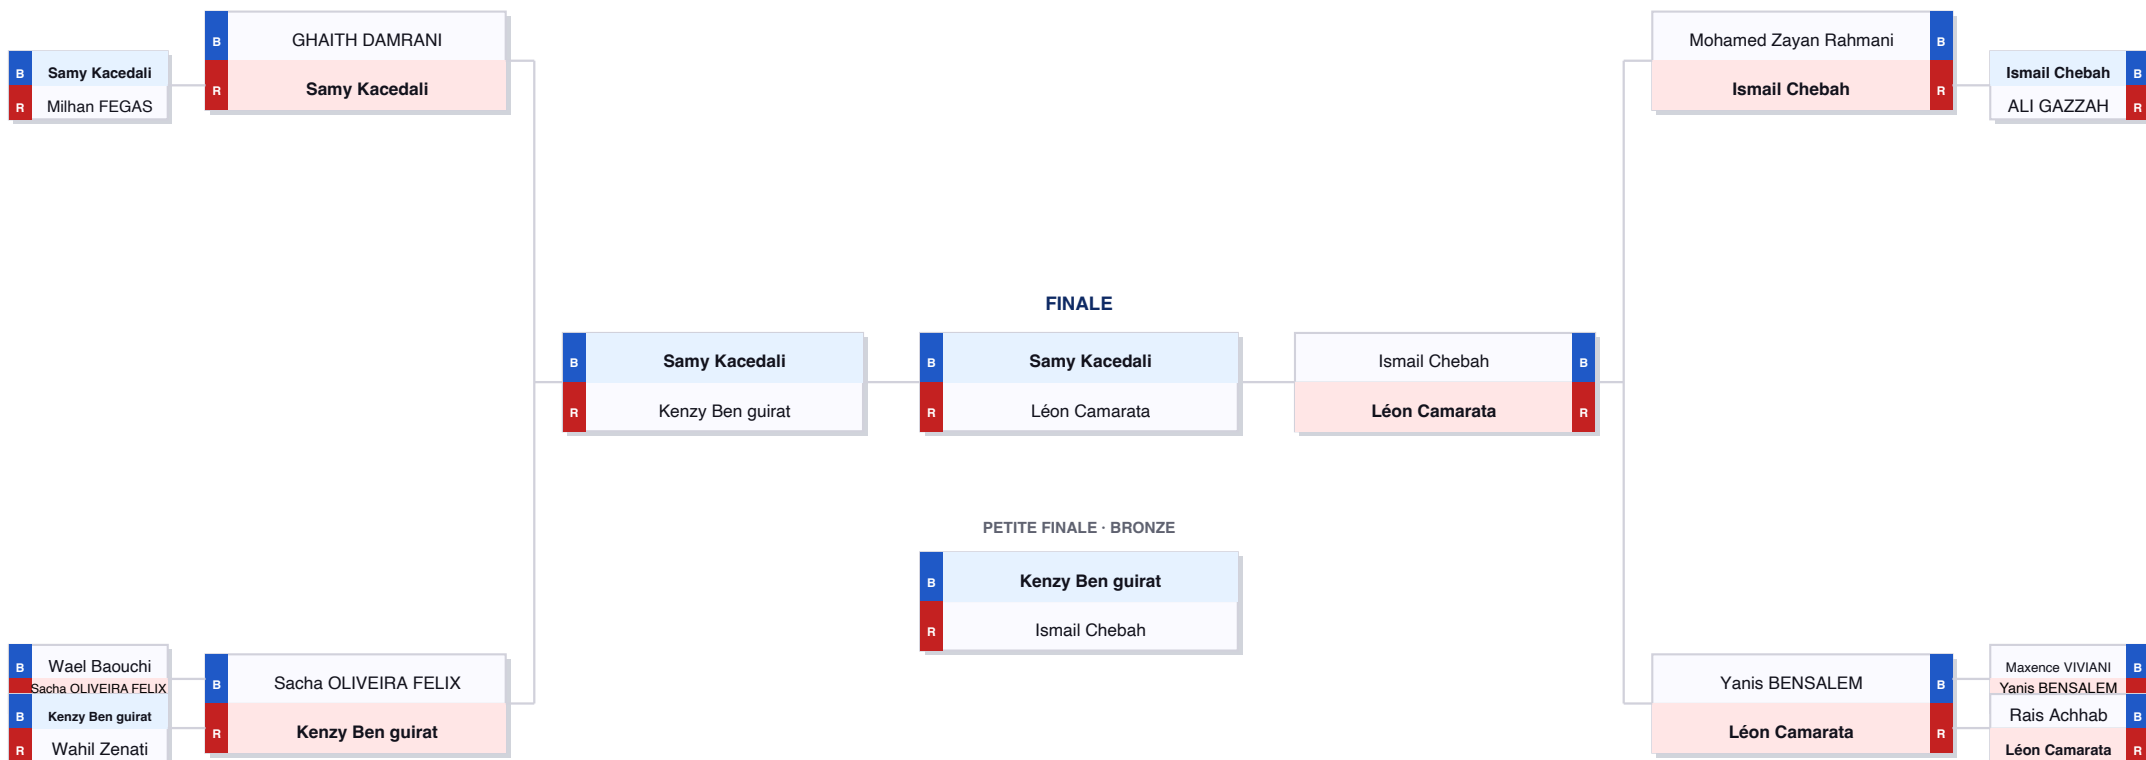 B Samy Kacedali
R Milhan FEGAS
B GHAITH DAMRANI
R Samy Kacedali
B Wael Baouchi
Sacha OLIVEIRA FELIX
B Kenzy Ben guirat
R Wahil Zenati
B Sacha OLIVEIRA FELIX
R Kenzy Ben guirat
B Samy Kacedali
R Kenzy Ben guirat
FINALE
B Samy Kacedali
R Léon Camarata
PETITE FINALE · BRONZE
B Kenzy Ben guirat
R Ismail Chebah
Ismail Chebah B
Léon Camarata R
Mohamed Zayan Rahmani B
Ismail Chebah R
Ismail Chebah B
ALI GAZZAH R
Yanis BENSALEM B
Léon Camarata R
Maxence VIVIANI B
Yanis BENSALEM
Rais Achhab B
Léon Camarata R